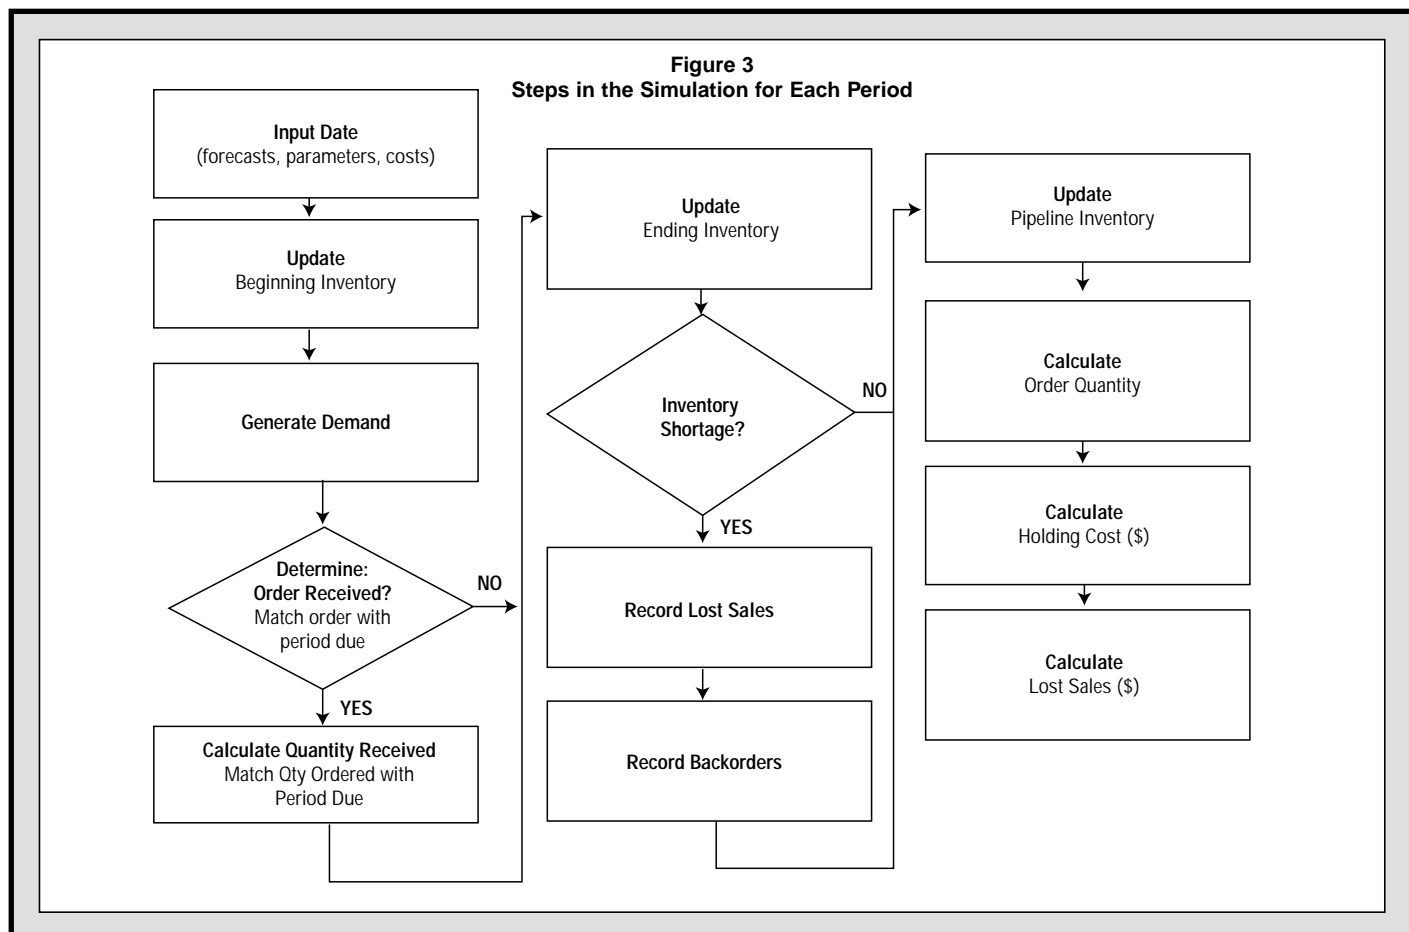 Figure 3
Steps in the Simulation for Each Period
Input Date
(forecasts, parameters, costs)
Update
Beginning Inventory
Generate Demand
Determine:
Order Received?
Match order with
period due
NO
YES
Calculate Quantity Received
Match Qty Ordered with
Period Due
Update
Ending Inventory
Inventory
Shortage?
NO
YES
Record Lost Sales
Record Backorders
Update
Pipeline Inventory
Calculate
Order Quantity
Calculate
Holding Cost ($)
Calculate
Lost Sales ($)